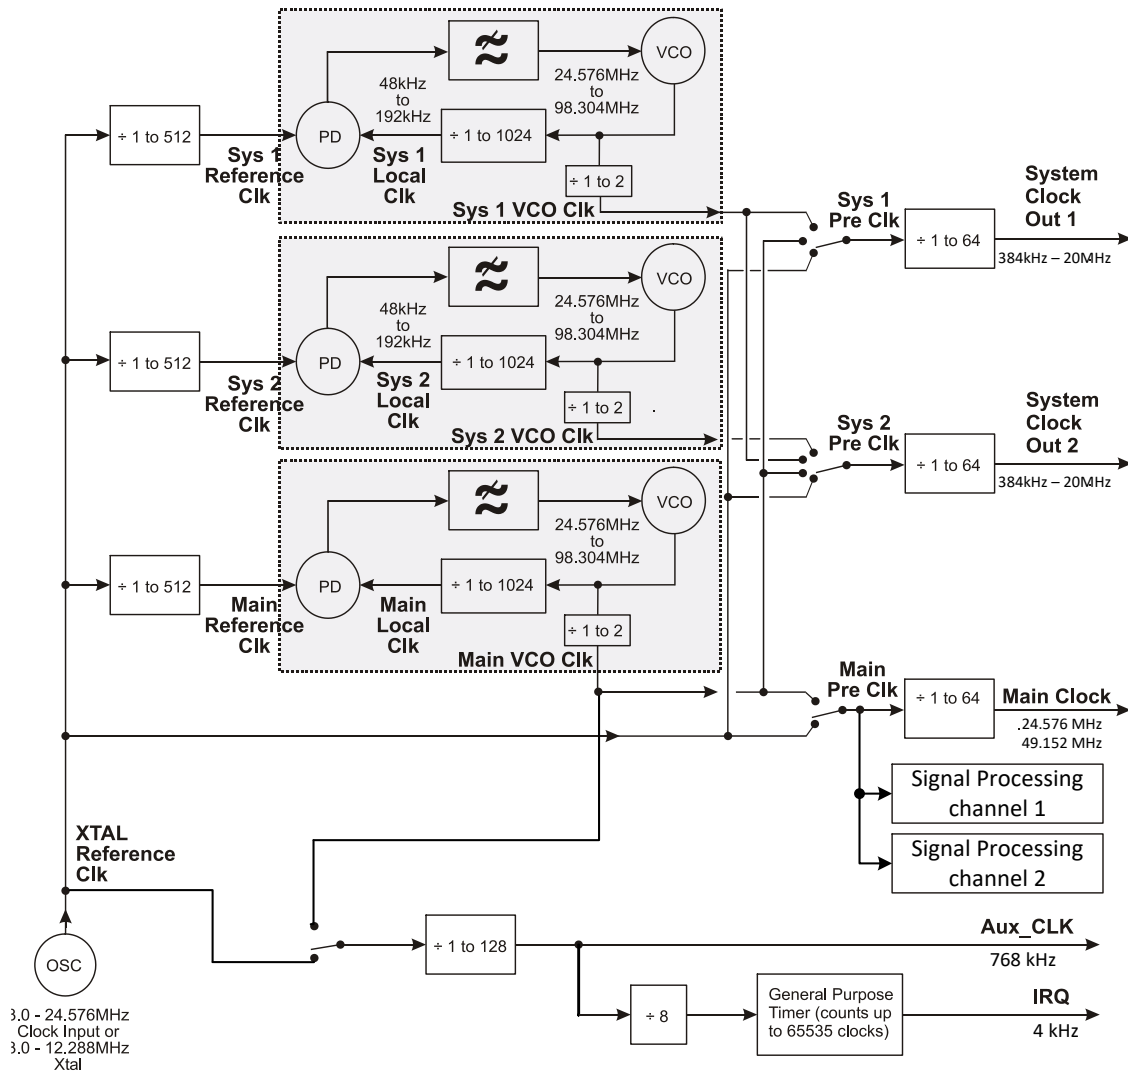 VCO
48kHz
to
192kHz
24.576MHz
to
98.304MHz
÷ 1 to 512
PD
÷ 1 to 1024
Sys 1
Reference
Clk
Sys 1
Local
Clk
÷ 1 to 2
Sys 1 VCO Clk
Sys 1
Pre Clk
÷ 1 to 64
System
Clock
Out 1
384kHz – 20MHz
VCO
48kHz
to
192kHz
24.576MHz
to
98.304MHz
÷ 1 to 512
PD
÷ 1 to 1024
Sys 2
Reference
Clk
Sys 2
Local
Clk
÷ 1 to 2
Sys 2 VCO Clk
Sys 2
Pre Clk
÷ 1 to 64
System
Clock
Out 2
384kHz – 20MHz
VCO
24.576MHz
to
98.304MHz
÷ 1 to 512
PD
÷ 1 to 1024
Main
Reference
Clk
Main
Local
Clk
÷ 1 to 2
Main VCO Clk
Main
Pre Clk
÷ 1 to 64
Main Clock
.24.576 MHz
49.152 MHz
Signal Processing
channel 1
Signal Processing
channel 2
XTAL
Reference
Clk
OSC
3.0 - 24.576MHz
Clock Input or
3.0 - 12.288MHz
Xtal
÷ 1 to 128
Aux_CLK
768 kHz
÷ 8
General Purpose
Timer (counts up
to 65535 clocks)
IRQ
4 kHz